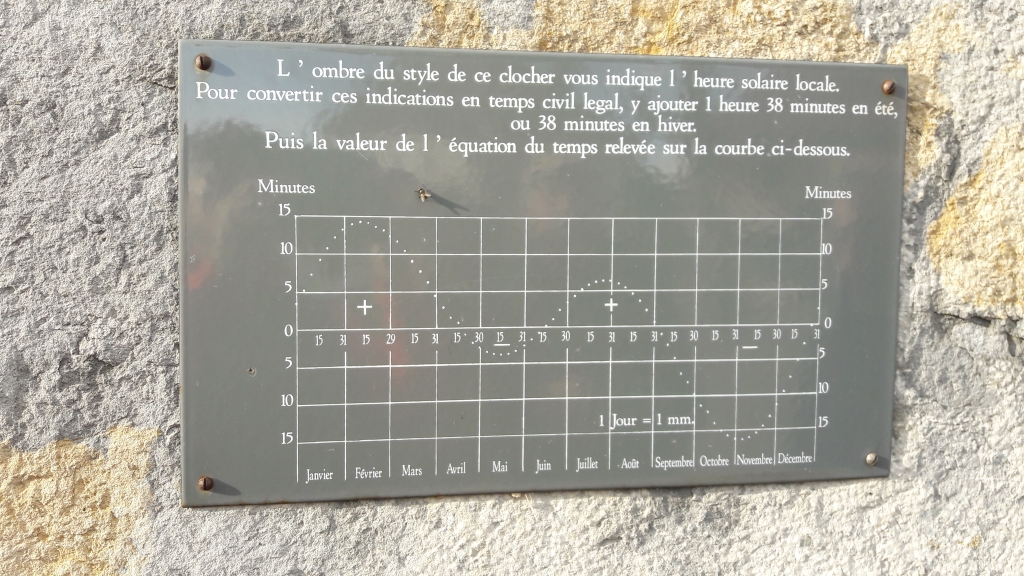 L ' ombre du style de ce clocher vous indique l ' heure solaire locale.
Pour convertir ces indications en temps civil legal, y ajouter 1 heure 38 minutes en été,
ou 38 minutes en hiver.
Puis la valeur de l ' équation du temps relevée sur la courbe ci-dessous.
Minutes Minutes
15 15
10 10
5 5
+ +
0 0
15 31 15 29 15 31 15 30 15 31 15 30 15 31 15 31 15 30 15 31 15 30 15 31
— —
5 5
10 10
1 Jour = 1 mm.
15 15
Janvier Février Mars Avril Mai Juin Juillet Août Septembre Octobre Novembre Décembre